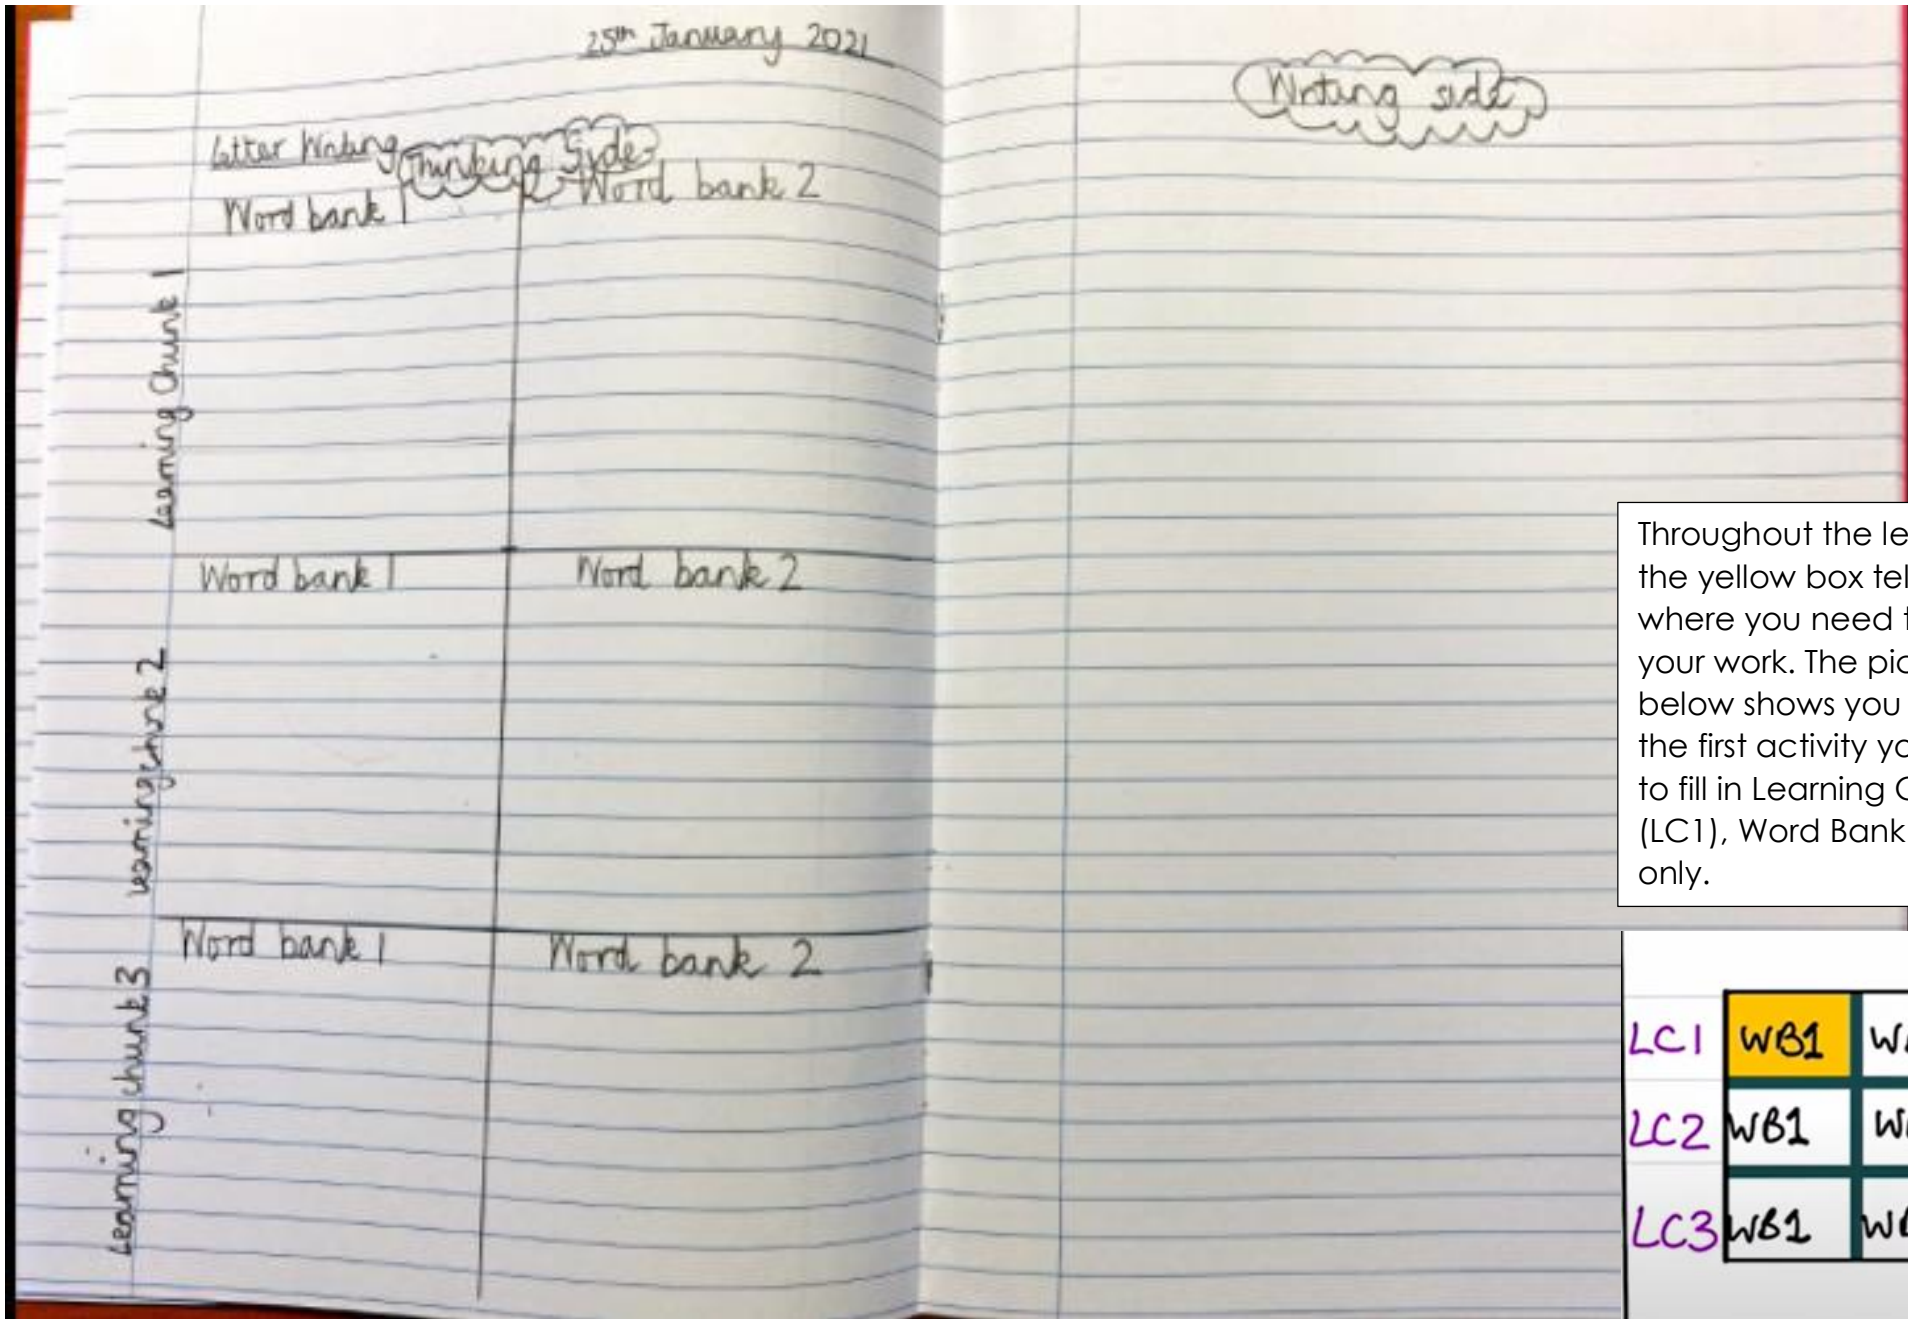 25th January 2021
Letter Writing
Thinking Side
Word bank 1
Word bank 2
Learning Chunk 1
Word bank 1
Word bank 2
Learning chunk 2
Word bank 1
Word bank 2
Learning chunk 3
Writing side
Throughout the le
the yellow box tel
where you need t
your work. The pic
below shows you
the first activity yo
to fill in Learning C
(LC1), Word Bank
only.
LC1 WB1
LC2 WB1
LC3 WB1